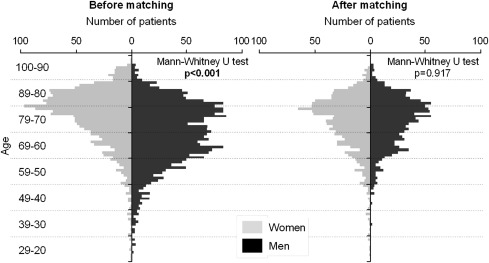 Before matching
Number of patients
100 50 0 50 100
Mann-Whitney U test
p<0.001
After matching
Number of patients
100 50 0 50 100
Mann-Whitney U test
p=0.917
Age
100-90
89-80
79-70
69-60
59-50
49-40
39-30
29-20
Women
Men